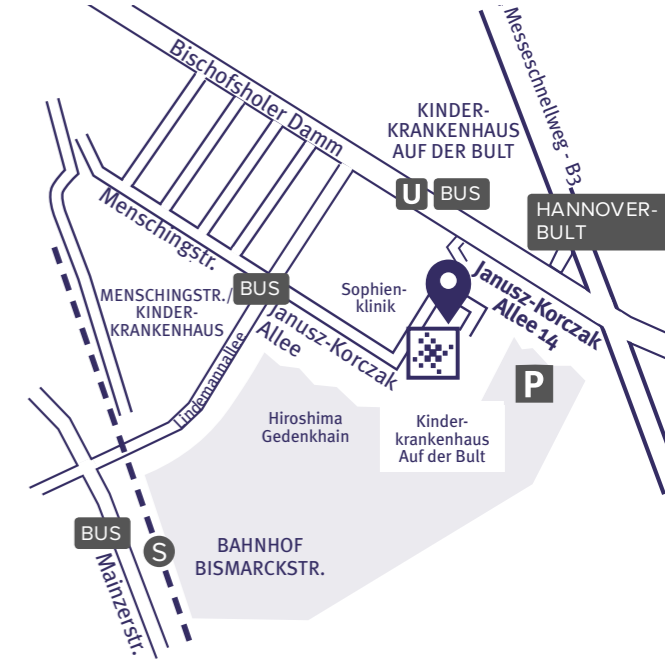 Bischofsholer Damm
Messeschnellweg - B3
KINDER-
KRANKENHAUS
AUF DER BULT
U
BUS
HANNOVER-
BULT
Menschingstr.
BUS
MENSCHINGSTR./
KINDER-
KRANKENHAUS
Sophien-
klinik
Janusz-Korczak
Allee 14
Janusz-Korczak
Allee
Lindemannallee
P
Hiroshima
Gedenkhain
Kinder-
krankenhaus
Auf der Bult
BUS
S
BAHNHOF
BISMARCKSTR.
Mainzerstr.